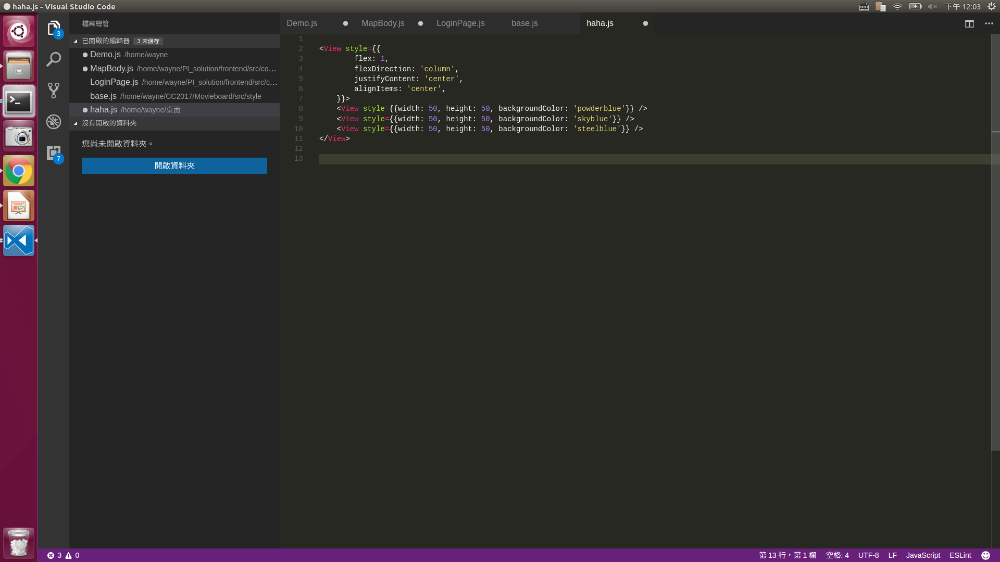 haha.js - Visual Studio Code
下午 12:03
檔案總管
已開啟的編輯器 3 未儲存
Demo.js /home/wayne
MapBody.js /home/wayne/PI_solution/frontend/src/co…
LoginPage.js /home/wayne/PI_solution/frontend/src/c…
base.js /home/wayne/CC2017/Movieboard/src/style
haha.js /home/wayne/桌面
沒有開啟的資料夾
您尚未開啟資料夾。
開啟資料夾
3
7
Demo.js MapBody.js LoginPage.js base.js haha.js
1
2 <View style={{
3 flex: 1,
4 flexDirection: 'column',
5 justifyContent: 'center',
6 alignItems: 'center',
7 }}>
8 <View style={{width: 50, height: 50, backgroundColor: 'powderblue'}} />
9 <View style={{width: 50, height: 50, backgroundColor: 'skyblue'}} />
10 <View style={{width: 50, height: 50, backgroundColor: 'steelblue'}} />
11 </View>
12
13
3 0
第 13 行，第 1 欄 空格: 4 UTF-8 LF JavaScript ESLint